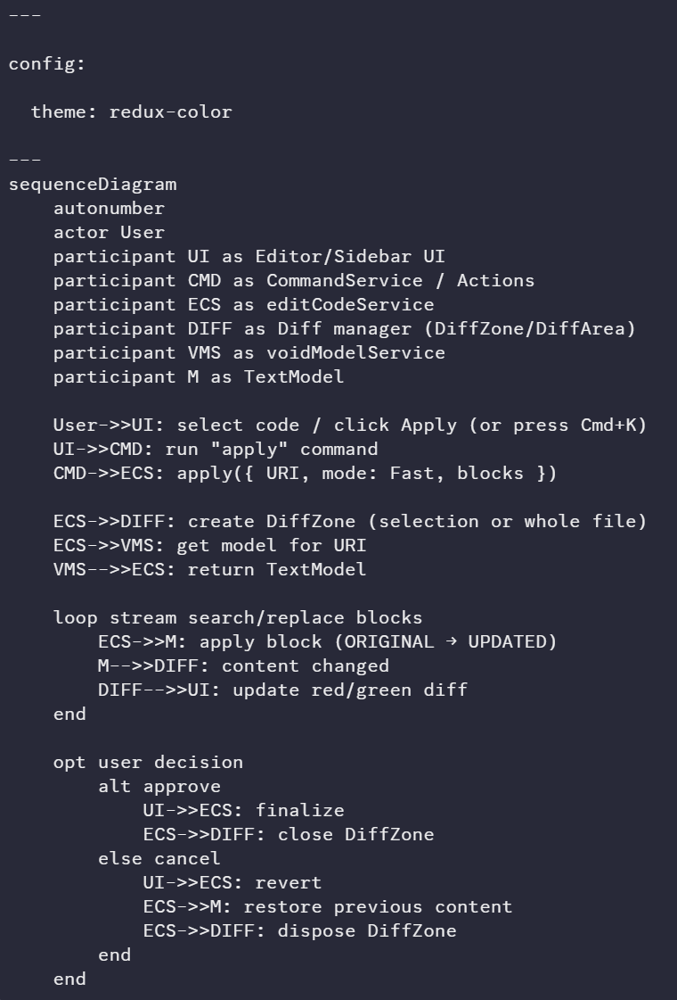 ---
config:
  theme: redux-color
---
sequenceDiagram
    autonumber
    actor User
    participant UI as Editor/Sidebar UI
    participant CMD as CommandService / Actions
    participant ECS as editCodeService
    participant DIFF as Diff manager (DiffZone/DiffArea)
    participant VMS as voidModelService
    participant M as TextModel

    User->>UI: select code / click Apply (or press Cmd+K)
    UI->>CMD: run "apply" command
    CMD->>ECS: apply({ URI, mode: Fast, blocks })

    ECS->>DIFF: create DiffZone (selection or whole file)
    ECS->>VMS: get model for URI
    VMS-->>ECS: return TextModel

    loop stream search/replace blocks
        ECS->>M: apply block (ORIGINAL → UPDATED)
        M-->>DIFF: content changed
        DIFF-->>UI: update red/green diff
    end

    opt user decision
        alt approve
            UI->>ECS: finalize
            ECS->>DIFF: close DiffZone
        else cancel
            UI->>ECS: revert
            ECS->>M: restore previous content
            ECS->>DIFF: dispose DiffZone
        end
    end